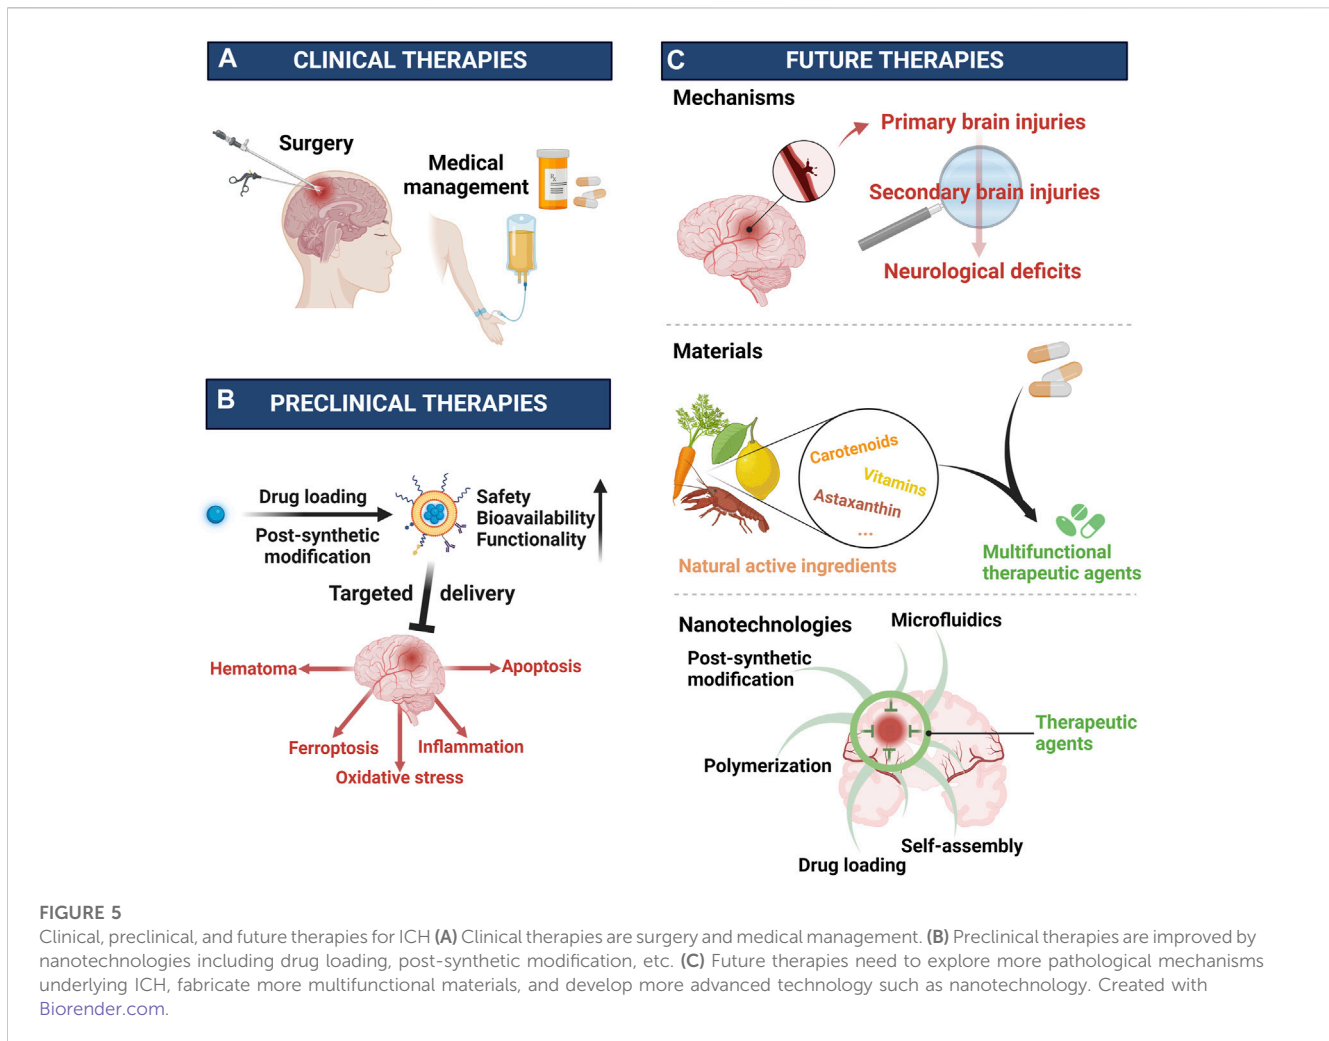 A
CLINICAL THERAPIES
Surgery
Medical
management
Rx
B
PRECLINICAL THERAPIES
Drug loading
Post-synthetic
modification
Safety
Bioavailability
Functionality
Targeted delivery
Hematoma
Apoptosis
Ferroptosis
Inflammation
Oxidative stress
C
FUTURE THERAPIES
Mechanisms
Primary brain injuries
Secondary brain injuries
Neurological deficits
Materials
Carotenoids
Vitamins
Astaxanthin
...
Natural active ingredients
Multifunctional
therapeutic agents
Nanotechnologies
Microfluidics
Post-synthetic
modification
Therapeutic
agents
Polymerization
Self-assembly
Drug loading
FIGURE 5
Clinical, preclinical, and future therapies for ICH (A) Clinical therapies are surgery and medical management. (B) Preclinical therapies are improved by
nanotechnologies including drug loading, post-synthetic modification, etc. (C) Future therapies need to explore more pathological mechanisms
underlying ICH, fabricate more multifunctional materials, and develop more advanced technology such as nanotechnology. Created with
Biorender.com.